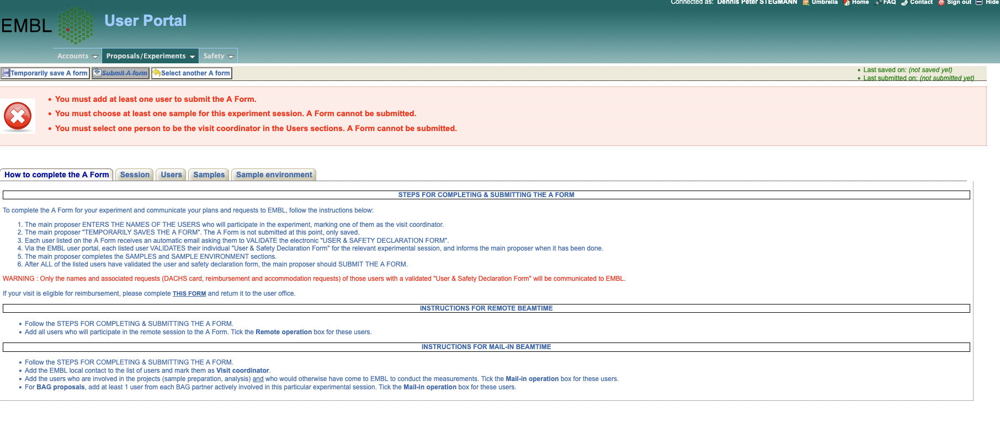 Connected as: Dennis Peter STEGMANN Umbrella Home FAQ Contact Sign out Hide
EMBL
User Portal
Accounts Proposals/Experiments Safety
Temporarily save A form Submit A form Select another A form
• Last saved on: (not saved yet)
• Last submitted on: (not submitted yet)
• You must add at least one user to submit the A Form.
• You must choose at least one sample for this experiment session. A Form cannot be submitted.
• You must select one person to be the visit coordinator in the Users sections. A Form cannot be submitted.
How to complete the A Form Session Users Samples Sample environment
STEPS FOR COMPLETING & SUBMITTING THE A FORM
To complete the A Form for your experiment and communicate your plans and requests to EMBL, follow the instructions below:
1. The main proposer ENTERS THE NAMES OF THE USERS who will participate in the experiment, marking one of them as the visit coordinator.
2. The main proposer "TEMPORARILY SAVES THE A FORM". The A Form is not submitted at this point, only saved.
3. Each user listed on the A Form receives an automatic email asking them to VALIDATE the electronic "USER & SAFETY DECLARATION FORM".
4. Via the EMBL user portal, each listed user VALIDATES their individual "User & Safety Declaration Form" for the relevant experimental session, and informs the main proposer when it has been done.
5. The main proposer completes the SAMPLES and SAMPLE ENVIRONMENT sections.
6. After ALL of the listed users have validated the user and safety declaration form, the main proposer should SUBMIT THE A FORM.
WARNING : Only the names and associated requests (DACHS card, reimbursement and accommodation requests) of those users with a validated "User & Safety Declaration Form" will be communicated to EMBL.
If your visit is eligible for reimbursement, please complete THIS FORM and return it to the user office.
INSTRUCTIONS FOR REMOTE BEAMTIME
• Follow the STEPS FOR COMPLETING & SUBMITTING THE A FORM.
• Add all users who will participate in the remote session to the A Form. Tick the Remote operation box for these users.
INSTRUCTIONS FOR MAIL-IN BEAMTIME
• Follow the STEPS FOR COMPLETING & SUBMITTING THE A FORM.
• Add the EMBL local contact to the list of users and mark them as Visit coordinator.
• Add the users who are involved in the projects (sample preparation, analysis) and who would otherwise have come to EMBL to conduct the measurements. Tick the Mail-in operation box for these users.
• For BAG proposals, add at least 1 user from each BAG partner actively involved in this particular experimental session. Tick the Mail-in operation box for these users.